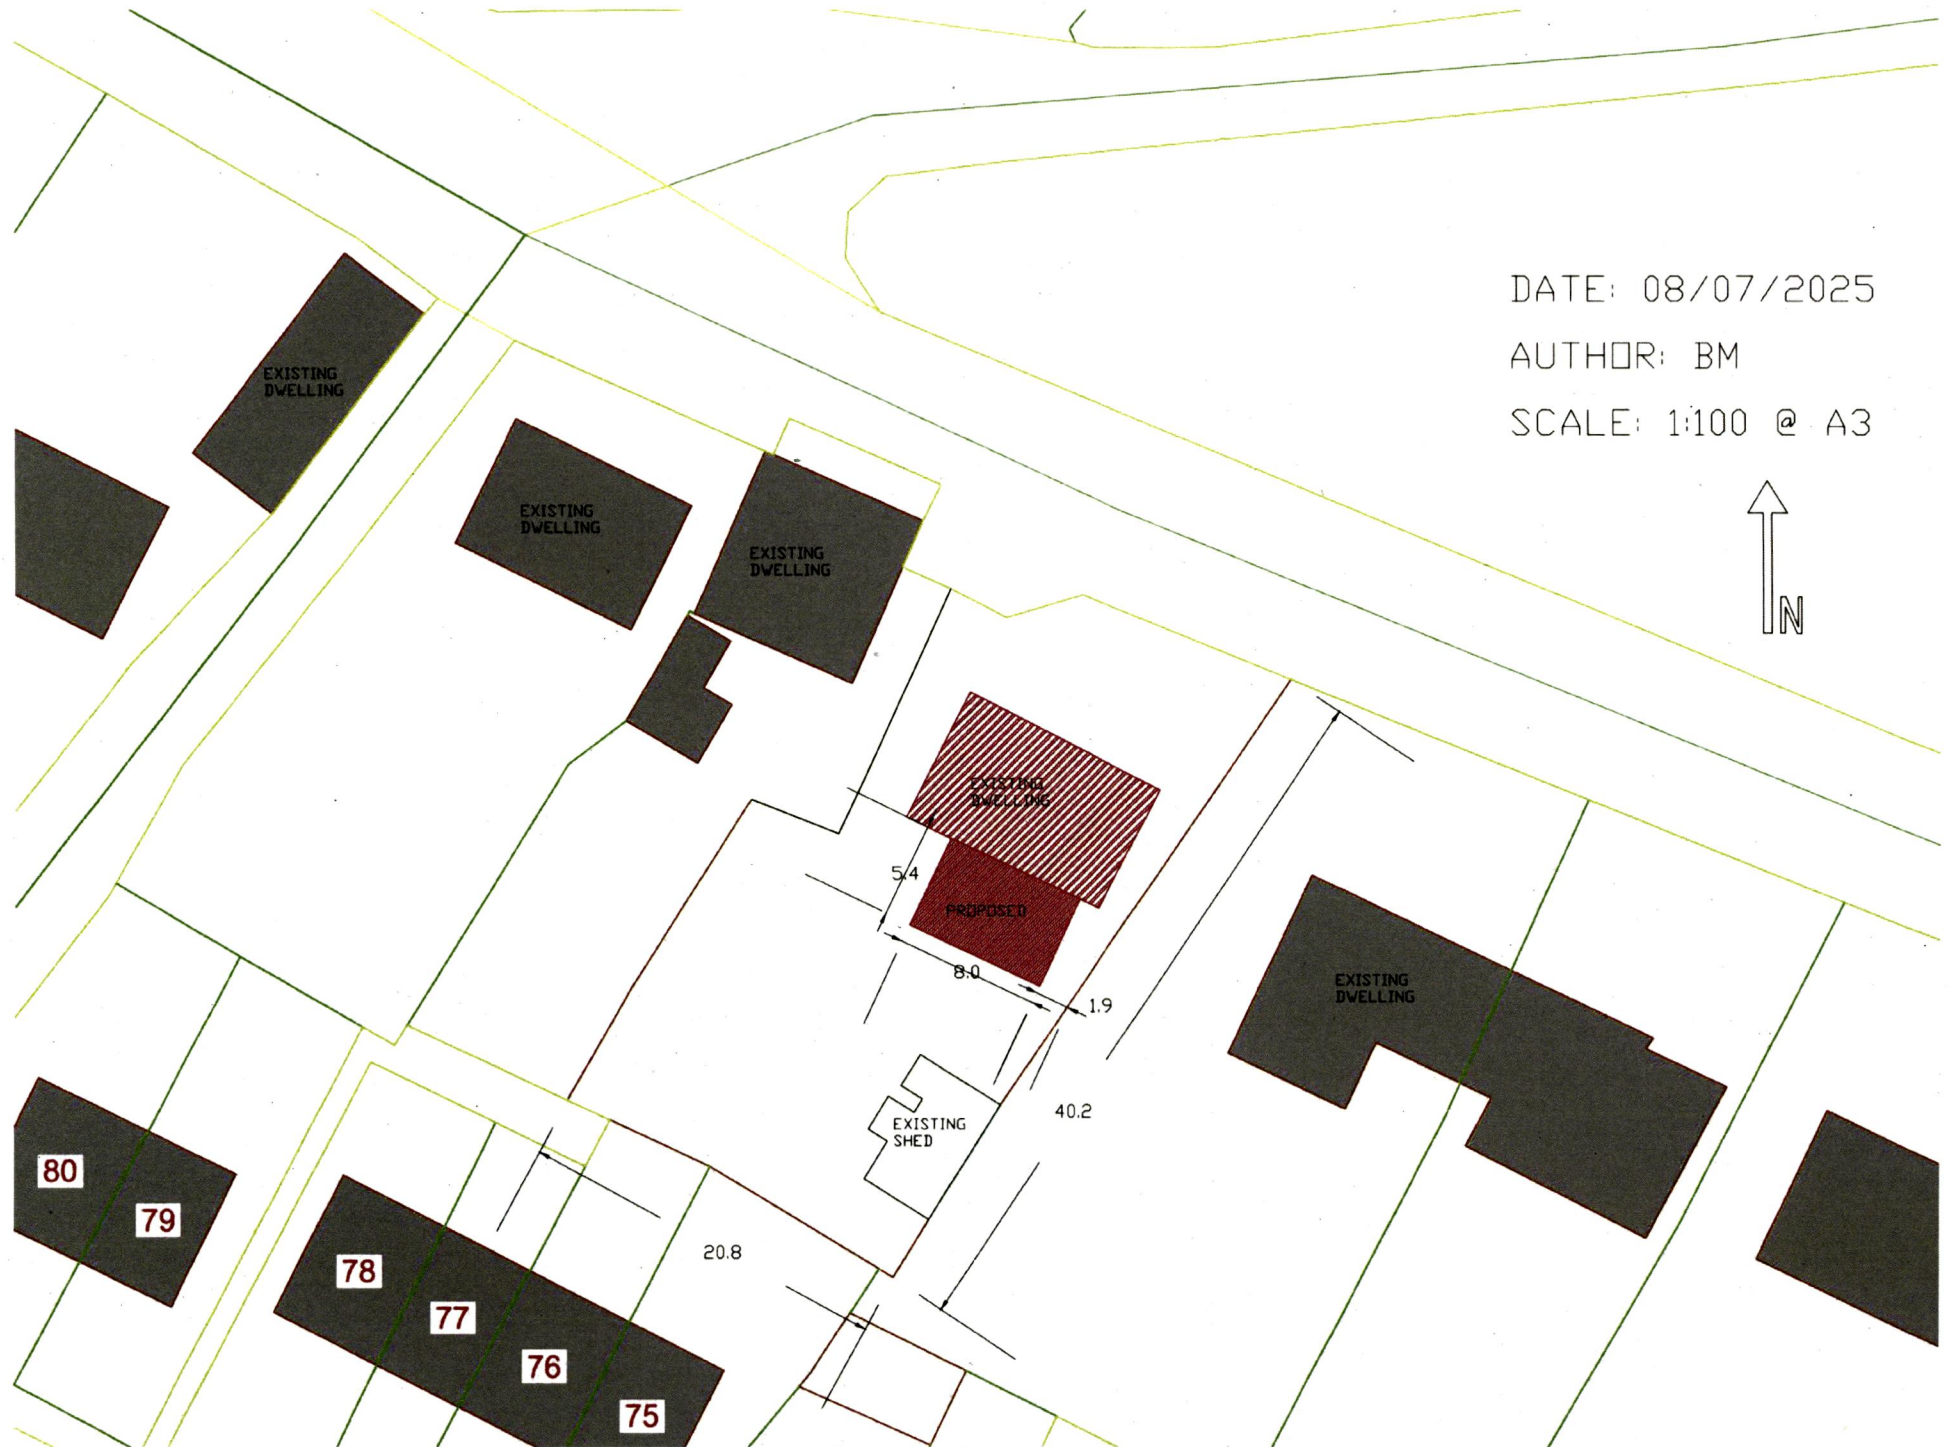 DATE: 08/07/2025
AUTHOR: BM
SCALE: 1:100 @ A3
N
EXISTING
DWELLING
EXISTING
DWELLING
EXISTING
DWELLING
EXISTING
DWELLING
5.4
PROPOSED
8.0
1.9
EXISTING
DWELLING
40.2
EXISTING
SHED
20.8
80
79
78
77
76
75